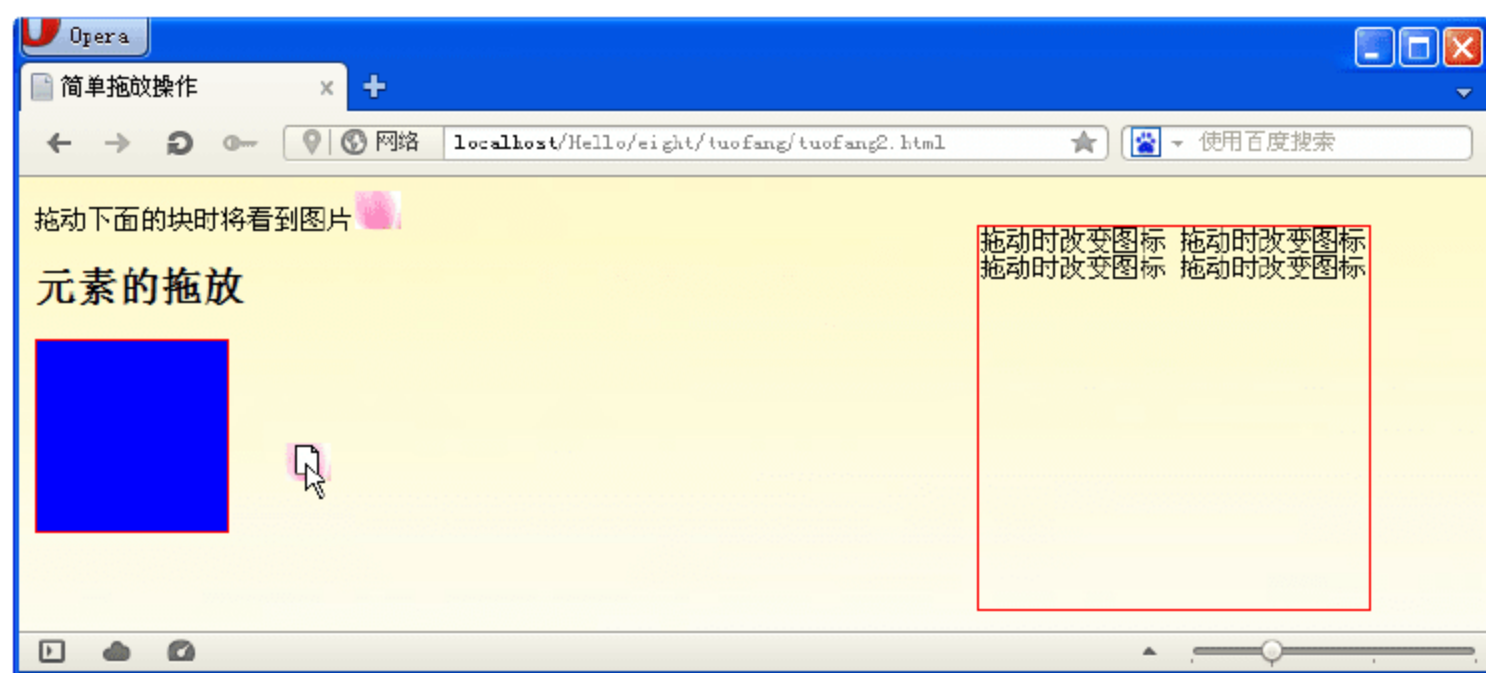 Opera
简单拖放操作
网络 localhost/Hello/eight/tuofang/tuofang2.html 使用百度搜索
拖动下面的块时将看到图片
元素的拖放
拖动时改变图标 拖动时改变图标
拖动时改变图标 拖动时改变图标